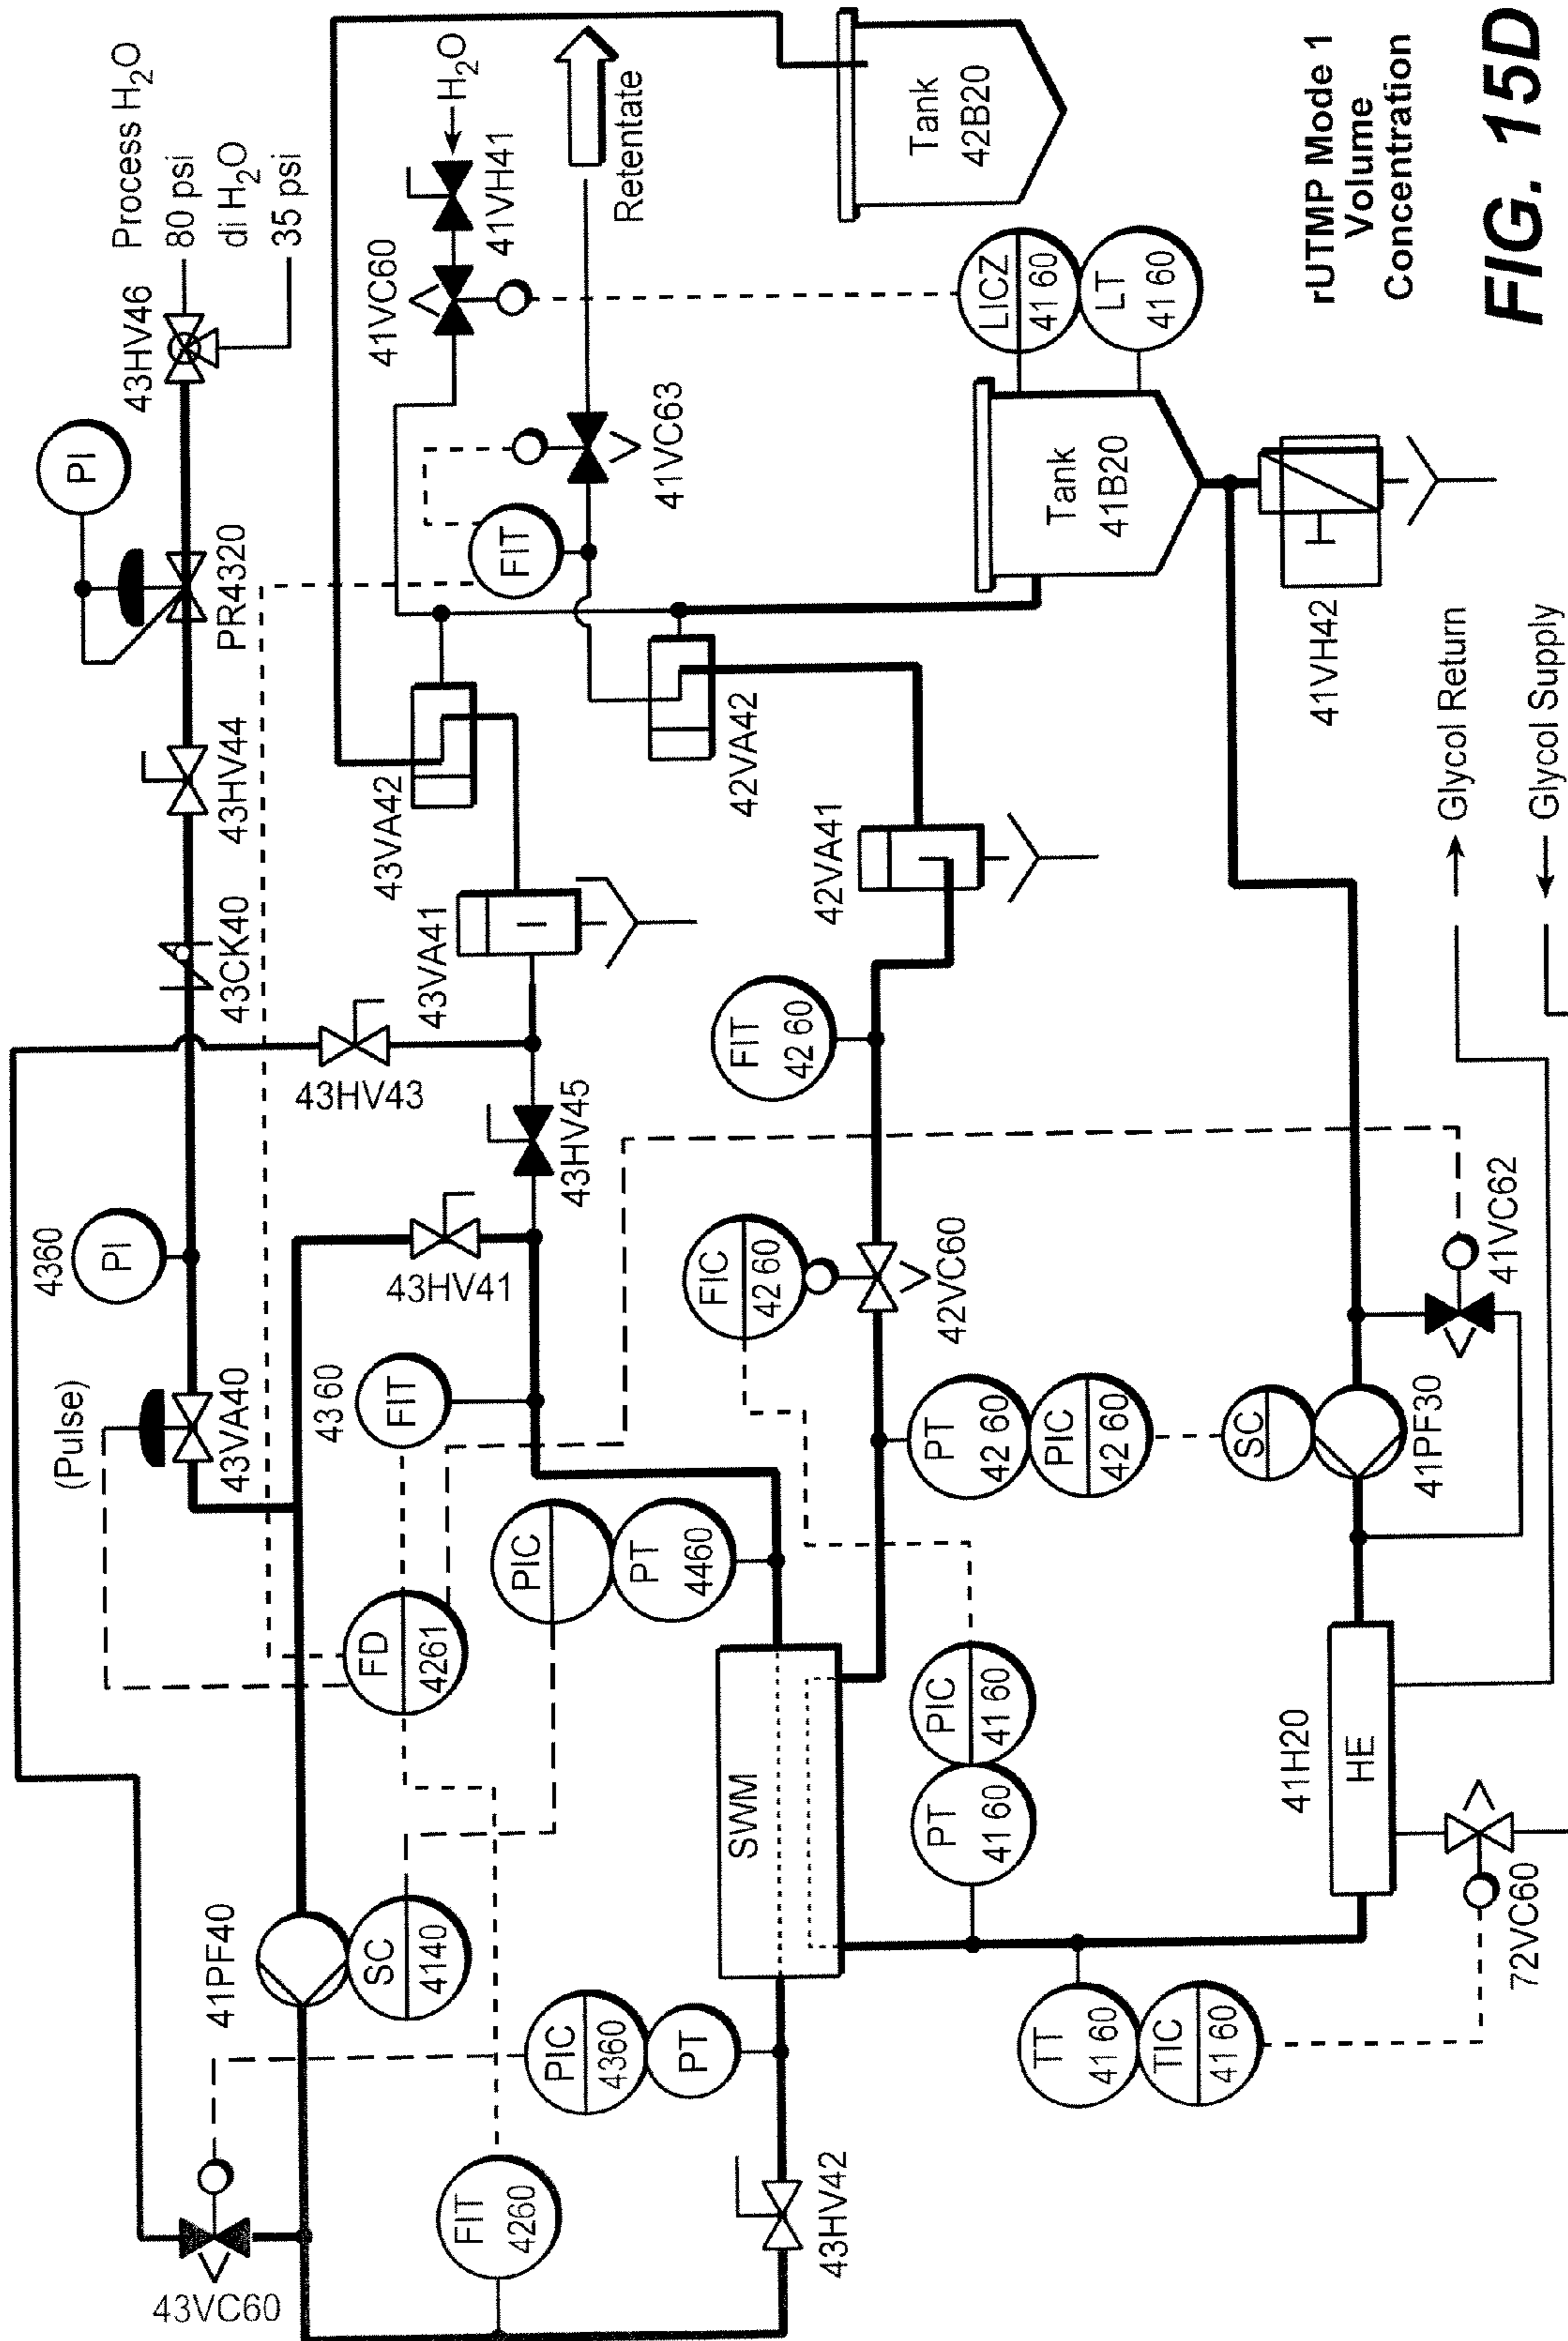 Process H2O
80 psi
di H2O
35 psi
43HV46
PI
PR4320
43HV44
43CK40
4360
PI
(Pulse)
43VA40
H2O
41VH41
41VC60
Retentate
41VC63
FIT
Tank
42B20
43VA42
42VA42
43VA41
42VA41
43HV43
43HV45
43HV41
LICZ
41 60
LT
41 60
Tank
41B20
H
41VH42
Glycol Return
Glycol Supply
FIT
42 60
FIC
42 60
42VC60
41VC62
43 60
FIT
FD
4261
PIC
PT
4460
PT
42 60
PIC
42 60
SC
41PF30
41PF40
SC
4140
SWM
PIC
41 60
PT
41 60
41H20
HE
72VC60
PIC
4360
PT
TT
41 60
TIC
41 60
43VC60
FIT
4260
43HV42
rUTMP Mode 1
Volume
Concentration
FIG. 15D